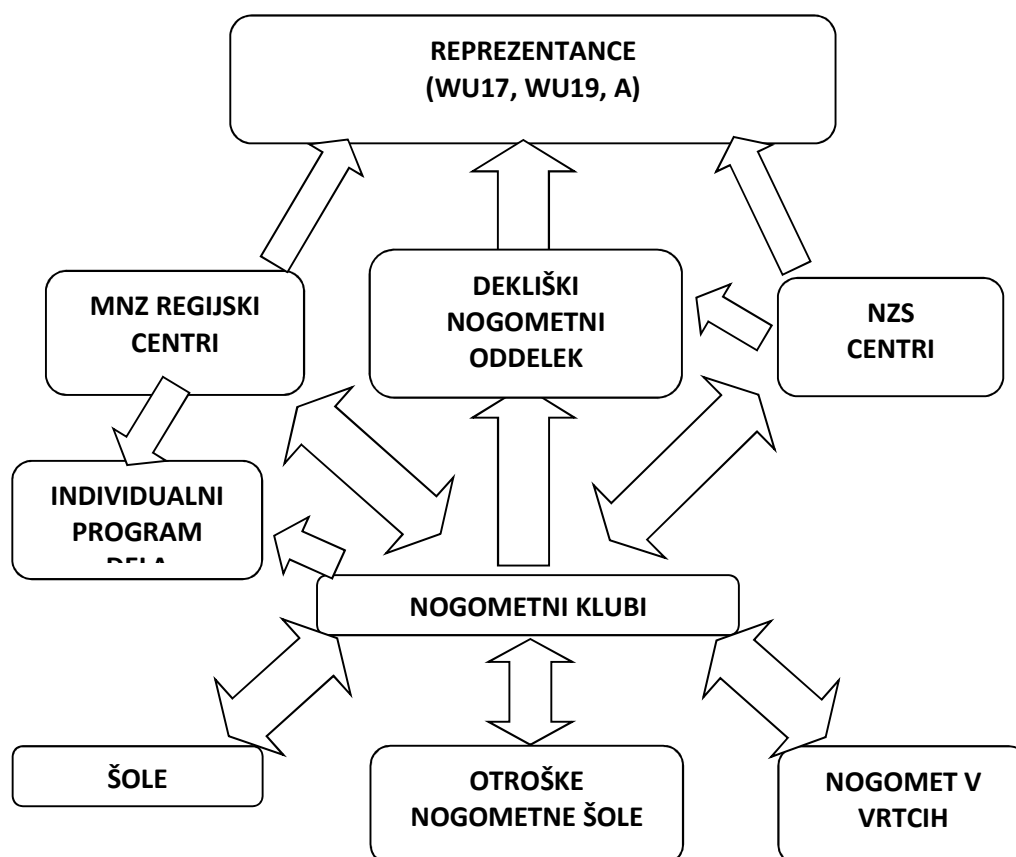 REPREZENTANCE
(WU17, WU19, A)
MNZ REGIJSKI
CENTRI
DEKLIŠKI
NOGOMETNI
ODDELEK
NZS
CENTRI
INDIVIDUALNI
PROGRAM
DELA
NOGOMETNI KLUBI
ŠOLE
OTROŠKE
NOGOMETNE ŠOLE
NOGOMET V
VRTCIH